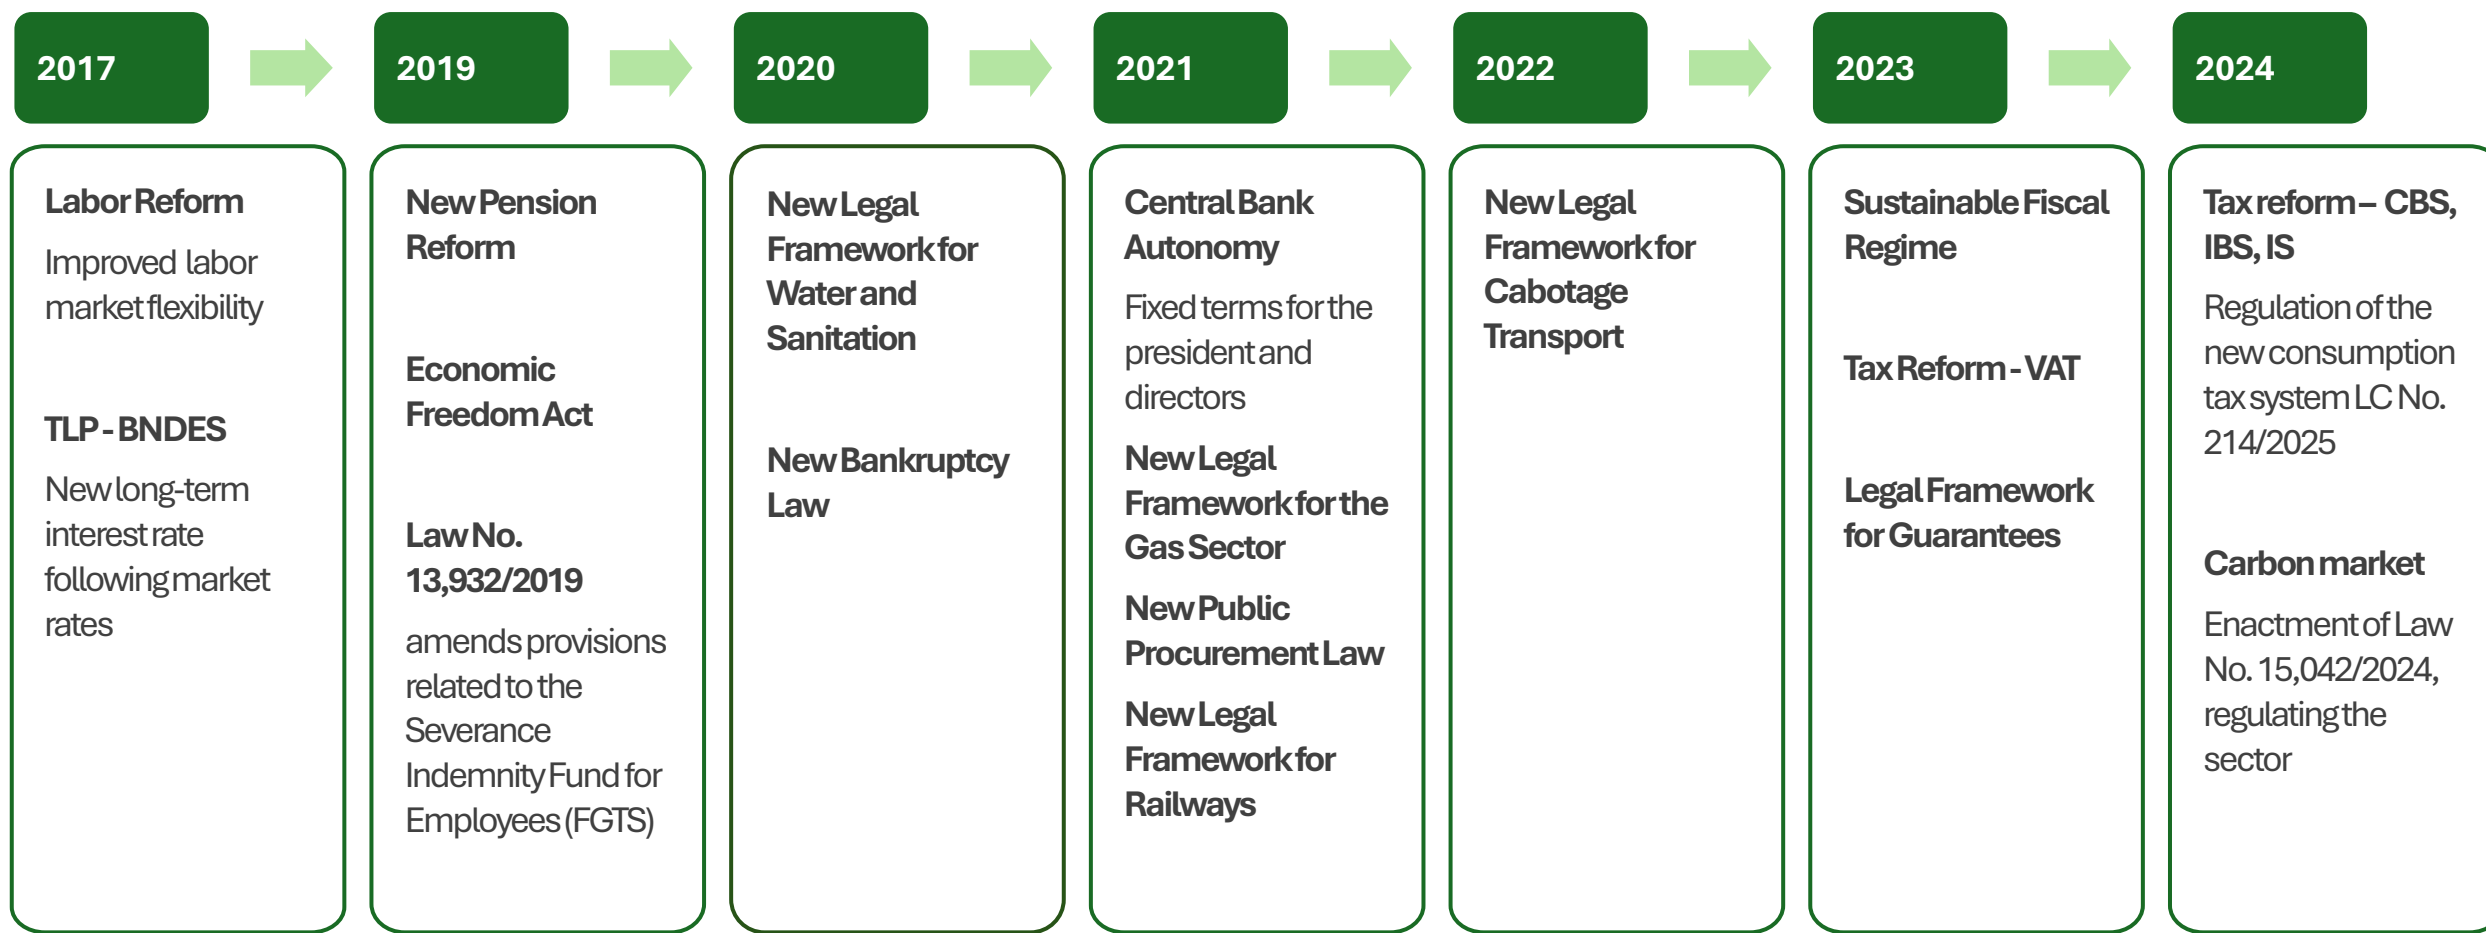 2017
Labor Reform
Improved labor
market flexibility
TLP - BNDES
New long-term
interest rate
following market
rates
2019
New Pension
Reform
Economic
Freedom Act
Law No.
13,932/2019
amends provisions
related to the
Severance
Indemnity Fund for
Employees (FGTS)
2020
New Legal
Framework for
Water and
Sanitation
New Bankruptcy
Law
2021
Central Bank
Autonomy
Fixed terms for the
president and
directors
New Legal
Framework for the
Gas Sector
New Public
Procurement Law
New Legal
Framework for
Railways
2022
New Legal
Framework for
Cabotage
Transport
2023
Sustainable Fiscal
Regime
Tax Reform - VAT
Legal Framework
for Guarantees
2024
Tax reform – CBS,
IBS, IS
Regulation of the
new consumption
tax system LC No.
214/2025
Carbon market
Enactment of Law
No. 15,042/2024,
regulating the
sector